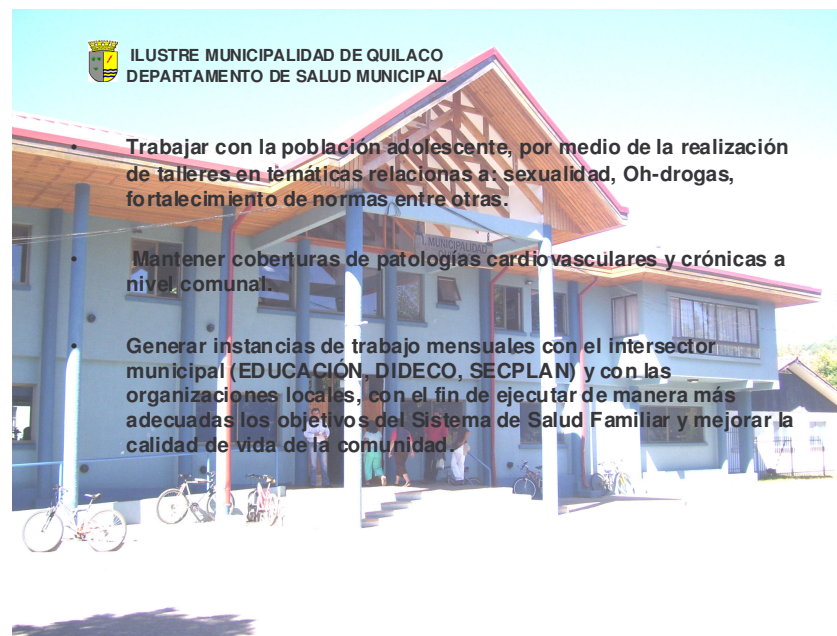 ILUSTRE MUNICIPALIDAD DE QUILACO
DEPARTAMENTO DE SALUD MUNICIPAL
• Trabajar con la población adolescente, por medio de la realización
de talleres en temáticas relacionas a: sexualidad, Oh-drogas,
fortalecimiento de normas entre otras.
I. MUNICIPALIDAD
• Mantener coberturas de patologías cardiovasculares y crónicas a
nivel comunal.
• Generar instancias de trabajo mensuales con el intersector
municipal (EDUCACIÓN, DIDECO, SECPLAN) y con las
organizaciones locales, con el fin de ejecutar de manera más
adecuadas los objetivos del Sistema de Salud Familiar y mejorar la
calidad de vida de la comunidad.